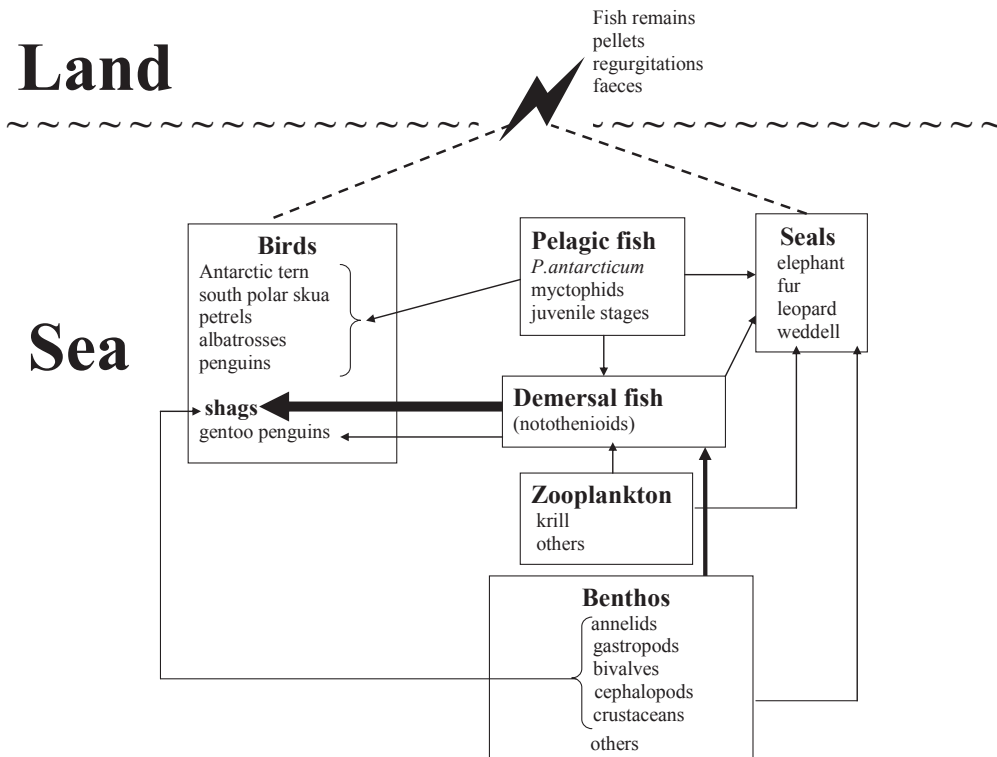 Fish remains
pellets
regurgitations
faeces
Land
Sea
Birds
Antarctic tern
south polar skua
petrels
albatrosses
penguins
shags
gentoo penguins
Pelagic fish
P.antarcticum
myctophids
juvenile stages
Seals
elephant
fur
leopard
weddell
Demersal fish
(notothenioids)
Zooplankton
krill
others
Benthos
annelids
gastropods
bivalves
cephalopods
crustaceans
others